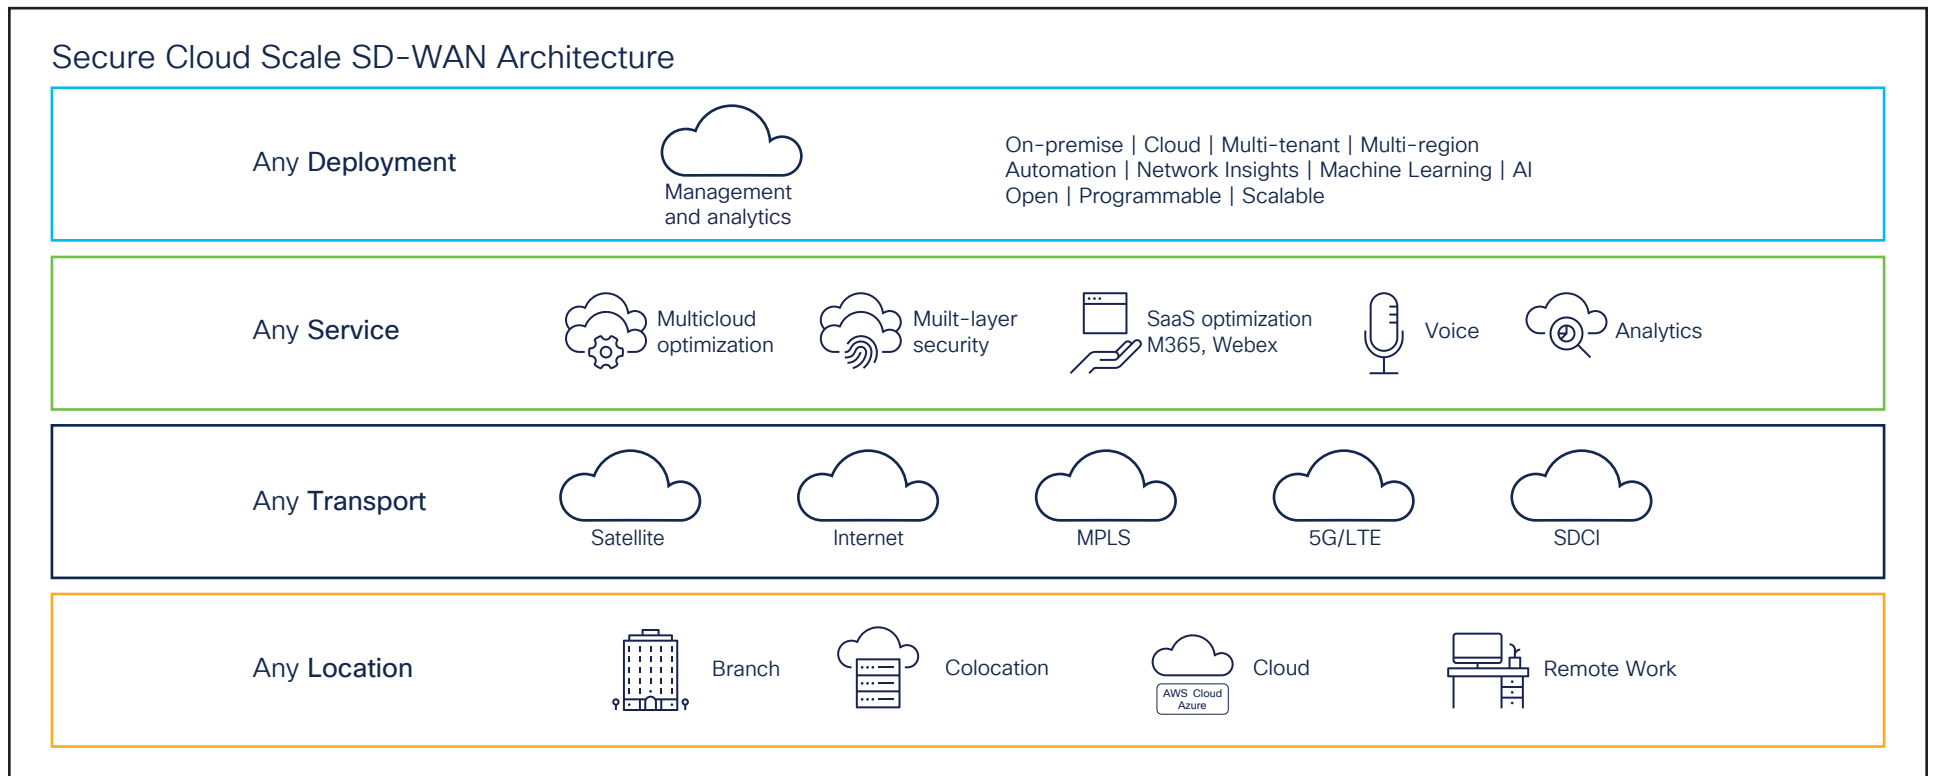 Secure Cloud Scale SD-WAN Architecture
Any Deployment
Management
and analytics
On-premise | Cloud | Multi-tenant | Multi-region
Automation | Network Insights | Machine Learning | AI
Open | Programmable | Scalable
Any Service
Multicloud
optimization
Muilt-layer
security
SaaS optimization
M365, Webex
Voice
Analytics
Any Transport
Satellite
Internet
MPLS
5G/LTE
SDCI
Any Location
Branch
Colocation
AWS Cloud
Azure
Cloud
Remote Work